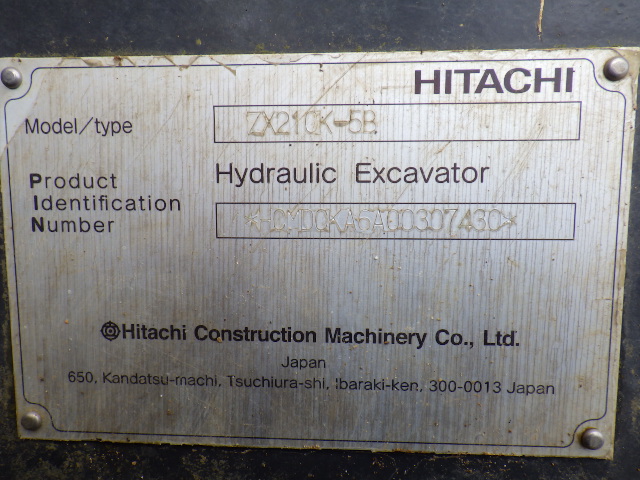 HITACHI
Model/type ZX210K-5B
Hydraulic Excavator
Product
Identification
Number *HCMDCKA5A00307430*
Hitachi Construction Machinery Co., Ltd.
Japan
650, Kandatsu-machi, Tsuchiura-shi, Ibaraki-ken, 300-0013 Japan